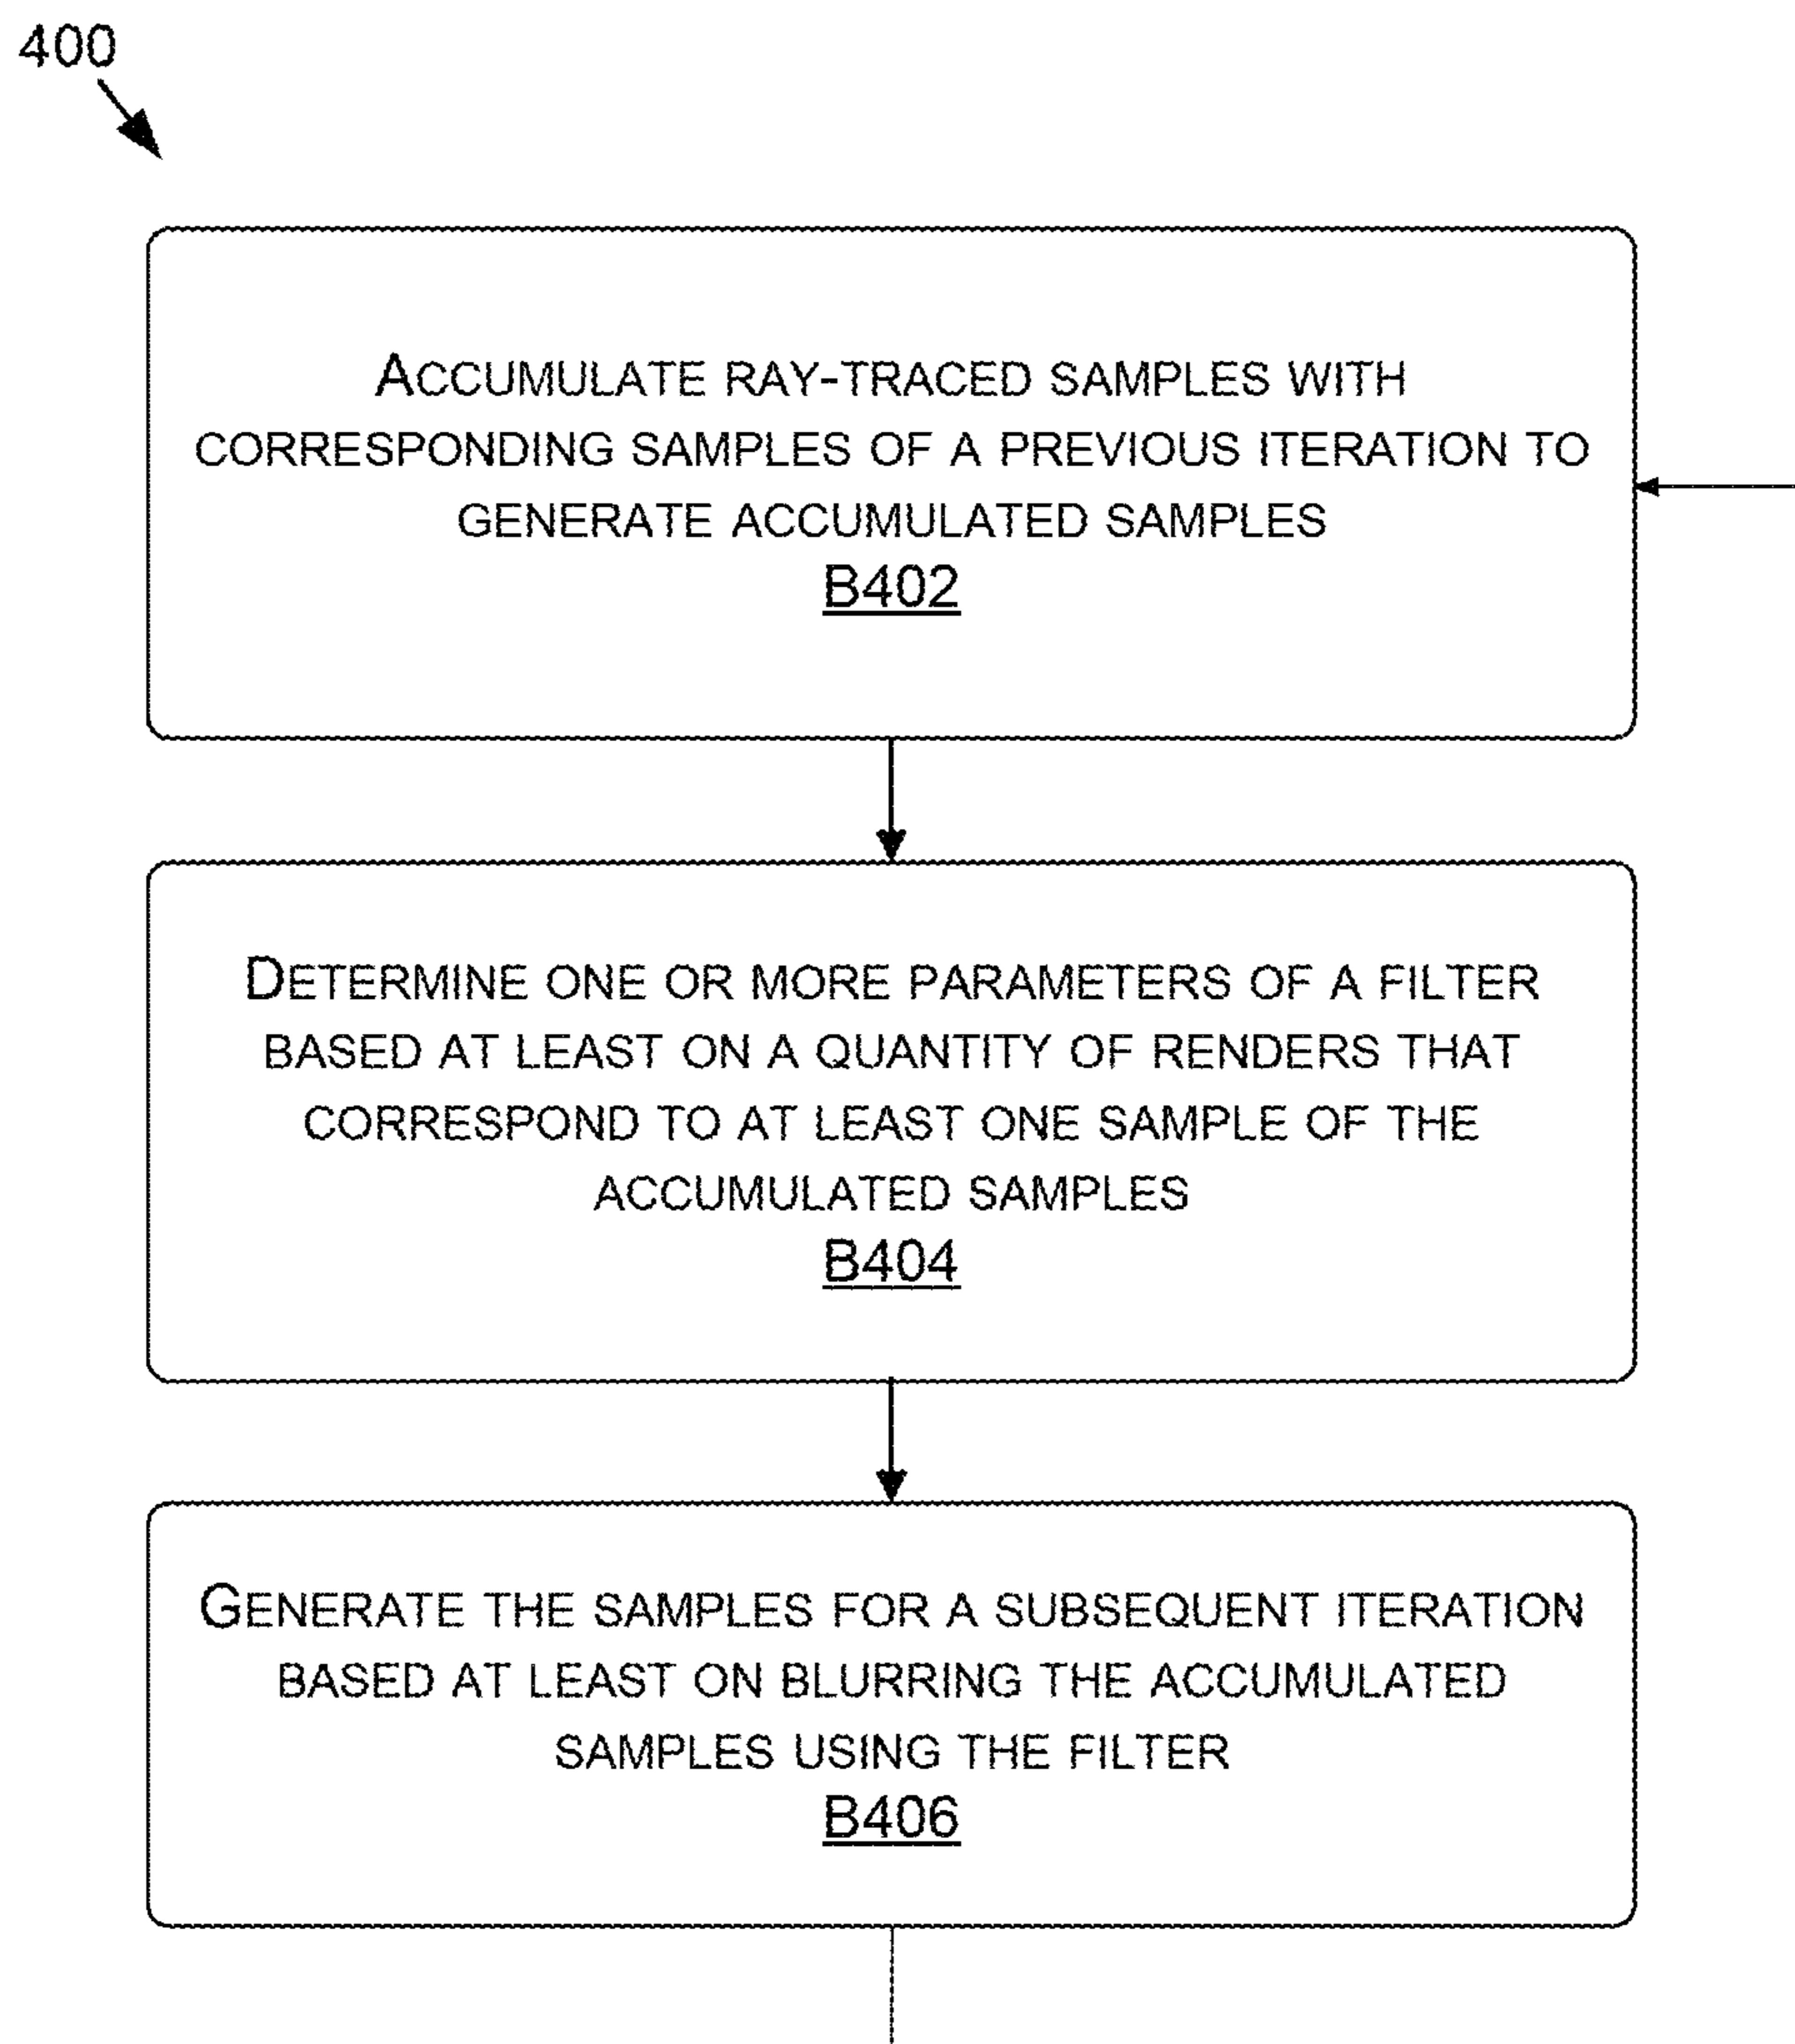 400
ACCUMULATE RAY-TRACED SAMPLES WITH
CORRESPONDING SAMPLES OF A PREVIOUS ITERATION TO
GENERATE ACCUMULATED SAMPLES
B402
DETERMINE ONE OR MORE PARAMETERS OF A FILTER
BASED AT LEAST ON A QUANTITY OF RENDERS THAT
CORRESPOND TO AT LEAST ONE SAMPLE OF THE
ACCUMULATED SAMPLES
B404
GENERATE THE SAMPLES FOR A SUBSEQUENT ITERATION
BASED AT LEAST ON BLURRING THE ACCUMULATED
SAMPLES USING THE FILTER
B406